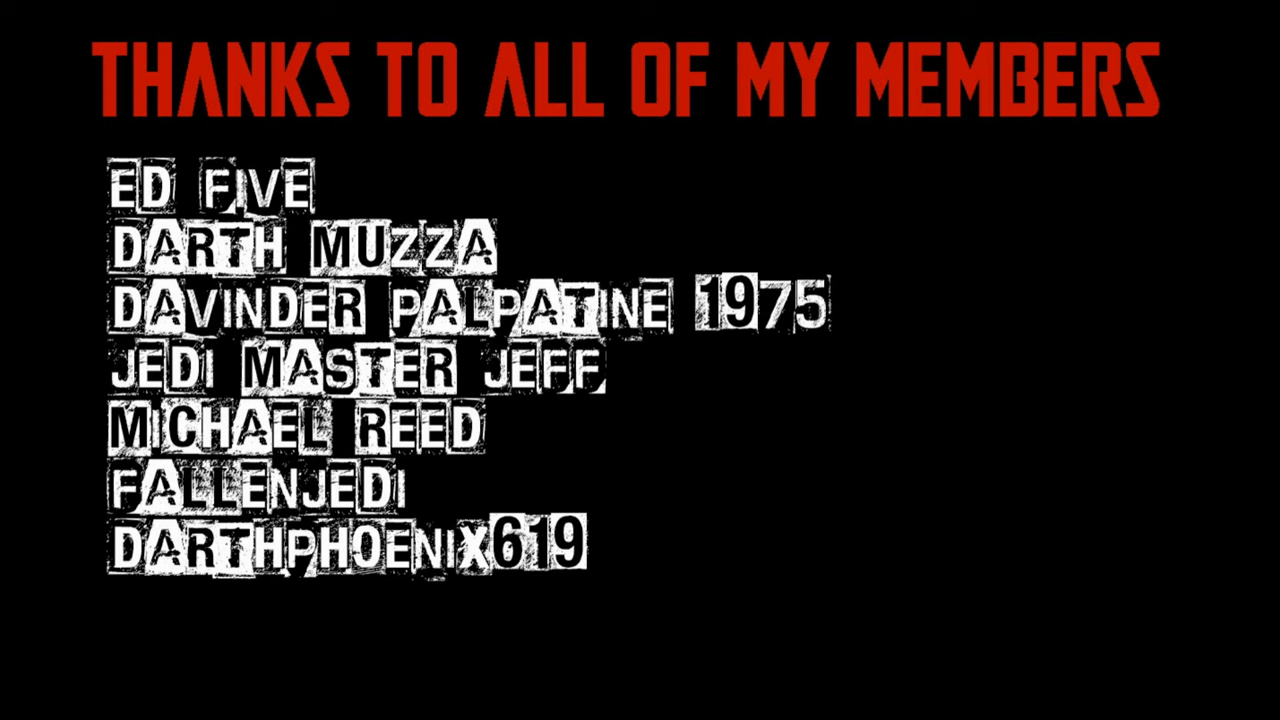 THANKS TO ALL OF MY MEMBERS
ED FIVE
DARTH MUZZA
DAVINDER PALPATINE 1975
JEDI MASTER JEFF
MICHAEL REED
FALLENJEDI
DARTHPHOENIX619